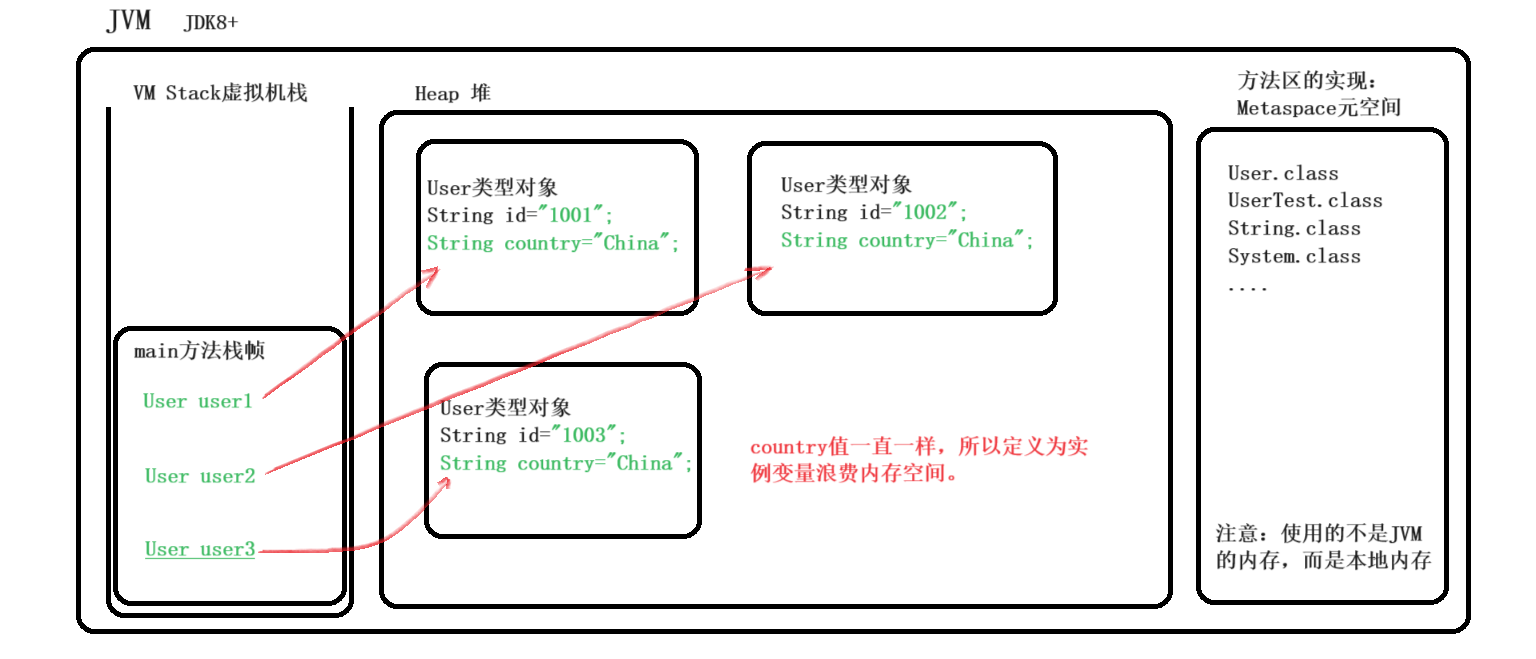 JVM JDK8+
VM Stack虚拟机栈
Heap 堆
方法区的实现：
Metaspace元空间
User类型对象
String id="1001";
String country="China";
User类型对象
String id="1002";
String country="China";
User.class
UserTest.class
String.class
System.class
....
main方法栈帧
User user1
User user2
User user3
User类型对象
String id="1003";
String country="China";
country值一直一样，所以定义为实
例变量浪费内存空间。
注意：使用的不是JVM
的内存，而是本地内存